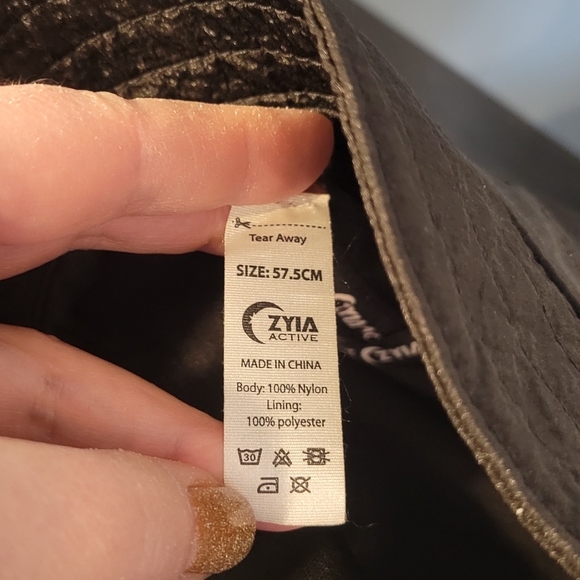 Tear Away
SIZE: 57.5CM
ZYIA
ACTIVE
MADE IN CHINA
Body: 100% Nylon
Lining:
100% polyester
30